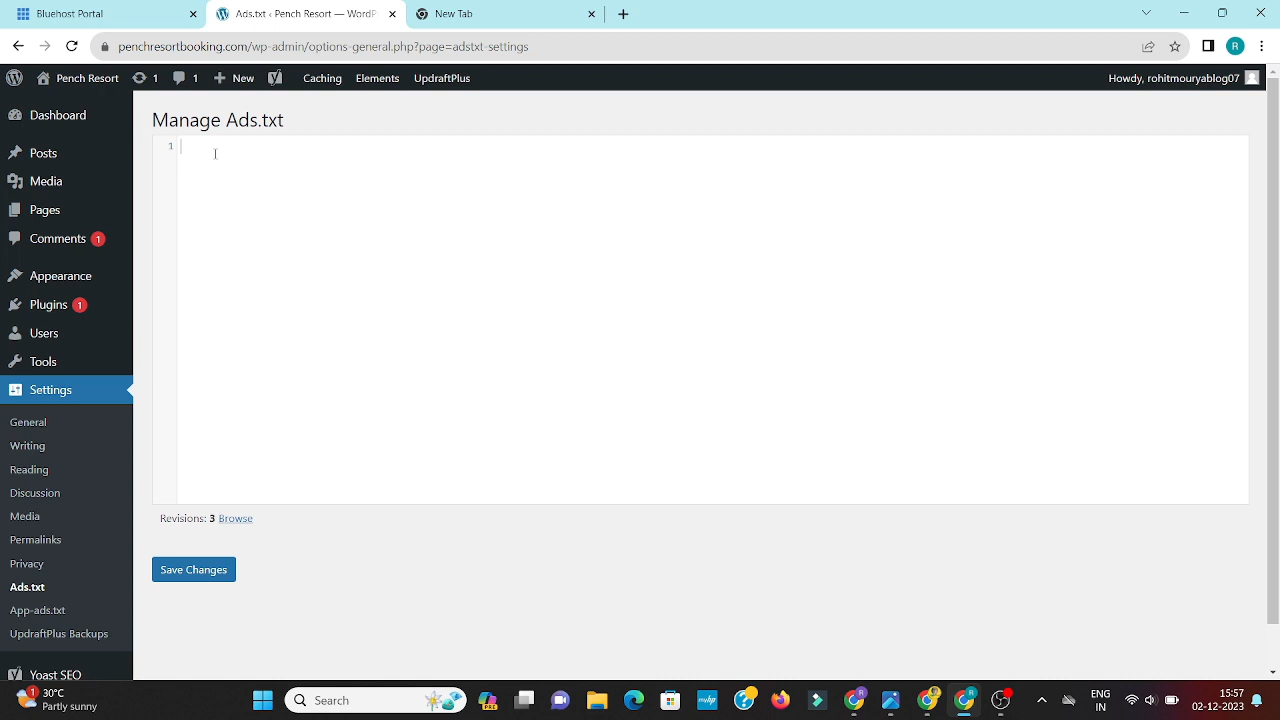 Bluehost Portal
Ads.txt ‹ Pench Resort — WordP
New Tab
penchresortbooking.com/wp-admin/options-general.php?page=adstxt-settings
R
Pench Resort 1 1 New Caching Elements UpdraftPlus
Howdy, rohitmouryablog07
Dashboard
Posts
Media
Pages
Comments 1
Appearance
Plugins 1
Users
Tools
Settings
General
Writing
Reading
Discussion
Media
Permalinks
Privacy
Ads.txt
App-ads.txt
UpdraftPlus Backups
Yoast SEO
Manage Ads.txt
1
Revisions: 3 Browse
Save Changes
1
30°C
Partly sunny
Search
PRE
myhp
R
R
ENG
IN
15:57
02-12-2023